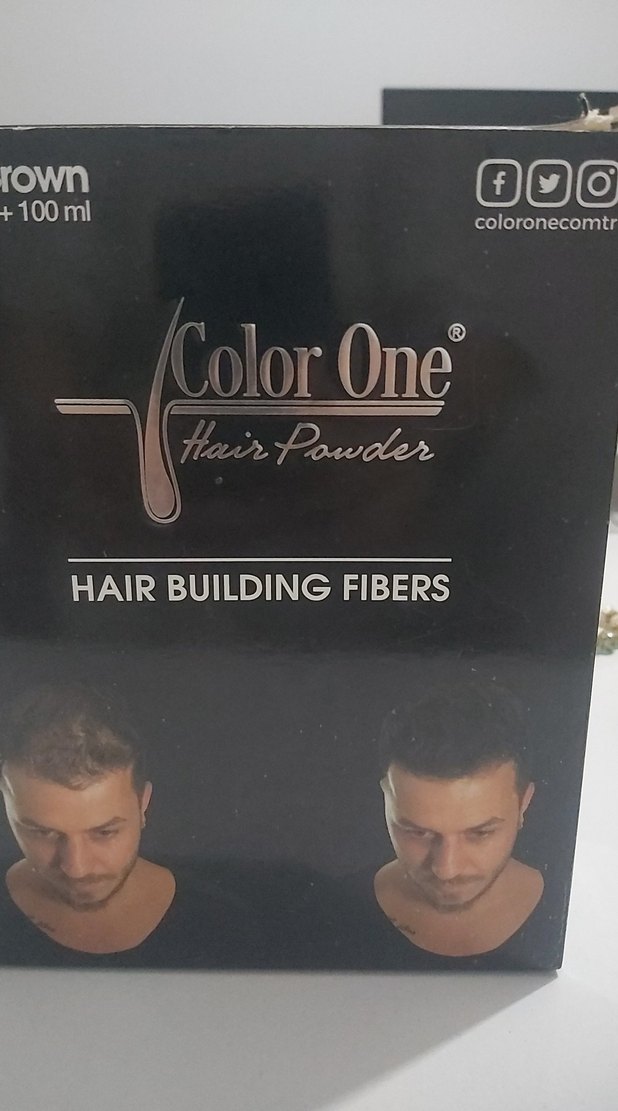 rown
+ 100 ml
coloronecomtr
Color One®
Hair Powder
HAIR BUILDING FIBERS